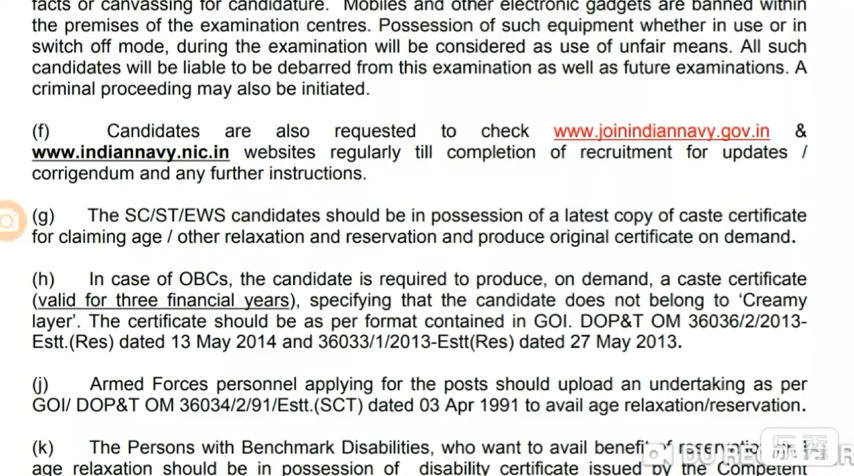 facts or canvassing for candidature. Mobiles and other electronic gadgets are banned within
the premises of the examination centres. Possession of such equipment whether in use or in
switch off mode, during the examination will be considered as use of unfair means. All such
candidates will be liable to be debarred from this examination as well as future examinations. A
criminal proceeding may also be initiated.
(f) Candidates are also requested to check www.joinindiannavy.gov.in &
www.indiannavy.nic.in websites regularly till completion of recruitment for updates /
corrigendum and any further instructions.
(g) The SC/ST/EWS candidates should be in possession of a latest copy of caste certificate
for claiming age / other relaxation and reservation and produce original certificate on demand.
(h) In case of OBCs, the candidate is required to produce, on demand, a caste certificate
(valid for three financial years), specifying that the candidate does not belong to ‘Creamy
layer’. The certificate should be as per format contained in GOI. DOP&T OM 36036/2/2013-
Estt.(Res) dated 13 May 2014 and 36033/1/2013-Estt(Res) dated 27 May 2013.
(j) Armed Forces personnel applying for the posts should upload an undertaking as per
GOI/ DOP&T OM 36034/2/91/Estt.(SCT) dated 03 Apr 1991 to avail age relaxation/reservation.
(k) The Persons with Benchmark Disabilities, who want to avail benefit of
age relaxation should be in possession of disability certificate issued by the Competent